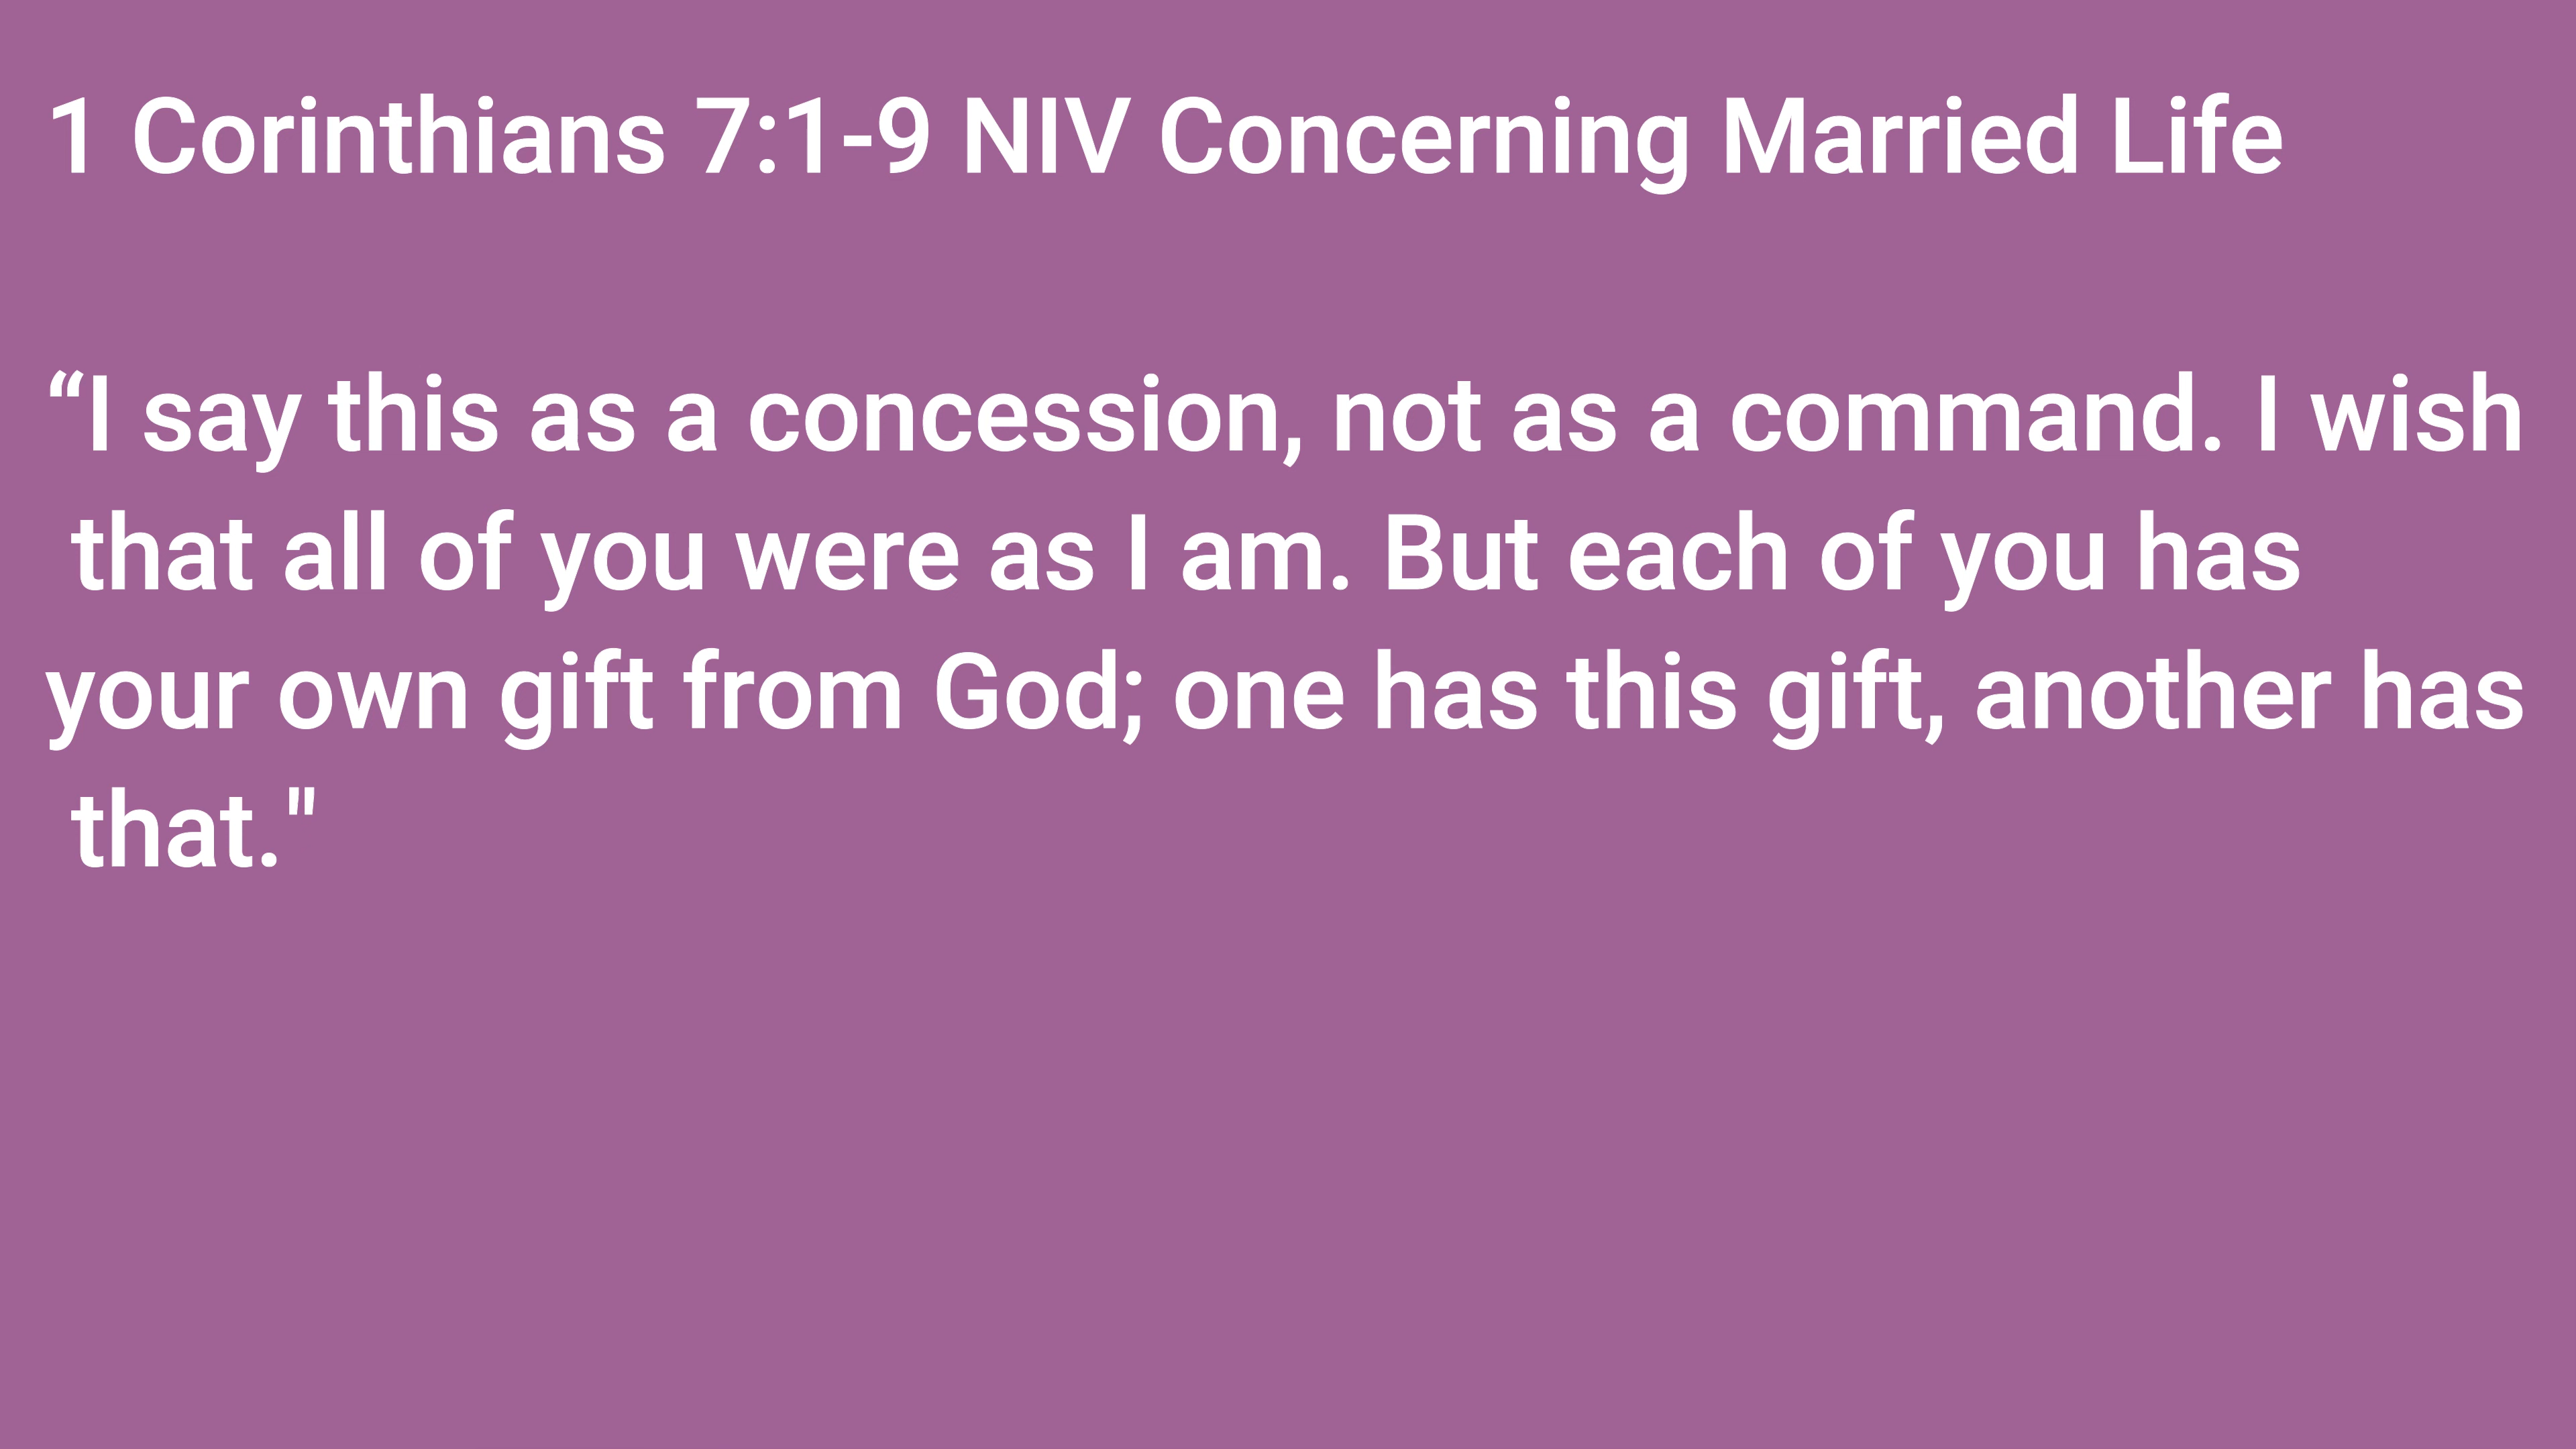 1 Corinthians 7:1-9 NIV Concerning Married Life
“I say this as a concession, not as a command. I wish
that all of you were as I am. But each of you has
your own gift from God; one has this gift, another has
that."